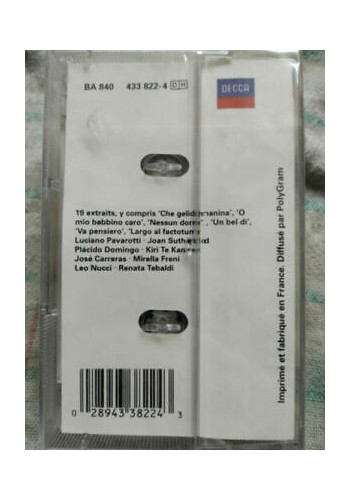 BA 840 433 822-4 DH
DECCA
19 extraits, y compris 'Che gelida manina', 'O
mio babbino caro', 'Nessun dorma', 'Un bel di',
'Va pensiero', 'Largo al factotum'
Luciano Pavarotti · Joan Sutherland
Plácido Domingo · Kiri Te Kanawa
José Carreras · Mirella Freni
Leo Nucci · Renata Tebaldi
0 28943 38224 3
Imprimé et fabriqué en France. Diffusé par PolyGram